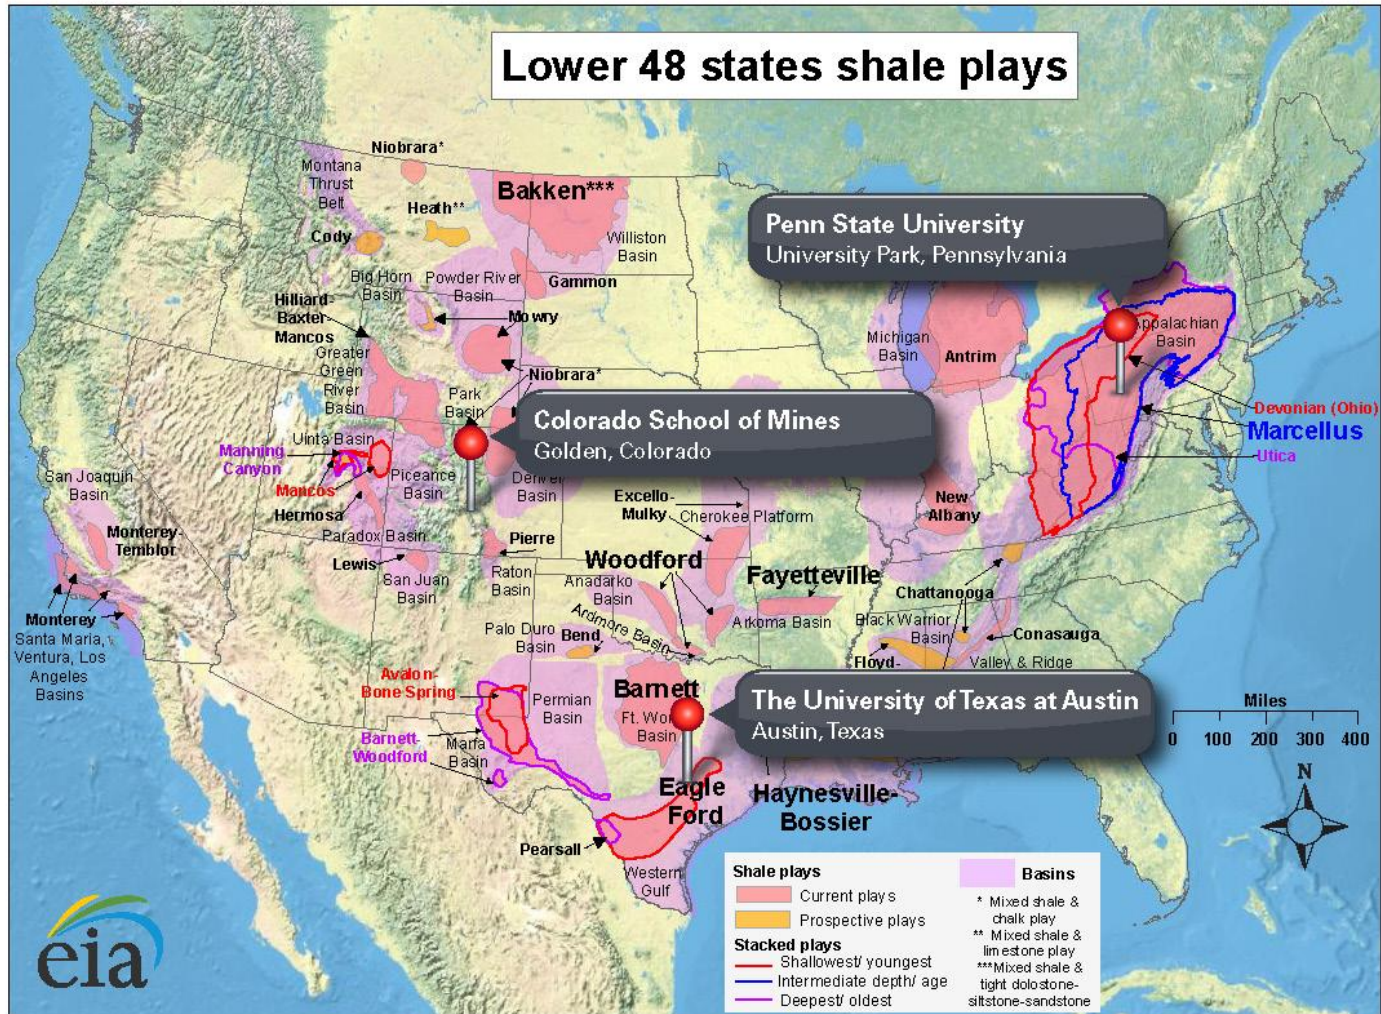 Lower 48 states shale plays
Niobrara*
Montana
Thrust
Belt
Bakken***
Heath**
Cody
Williston
Basin
Big Horn
Basin
Powder River
Basin
Gammon
Hilliard-
Baxter-
Mancos
Mowry
Greater
Green
River
Basin
Niobrara*
Park
Basin
Penn State University
University Park, Pennsylvania
Michigan
Basin
Antrim
Appalachian
Basin
Devonian (Ohio)
Marcellus
Utica
Colorado School of Mines
Golden, Colorado
Uinta Basin
Manning
Canyon
Mancos
Piceance
Basin
Denver
Basin
Hermosa
Paradox Basin
Lewis
San Juan
Basin
Pierre
Raton
Basin
San Joaquin
Basin
Monterey-
Temblor
Monterey
Santa Maria,
Ventura, Los
Angeles
Basins
Excello-
Mulky
Cherokee Platform
New
Albany
Woodford
Anadarko
Basin
Ardmore Basin
Fayetteville
Arkoma Basin
Chattanooga
Black Warrior
Basin
Conasauga
Floyd-
Valley & Ridge
Palo Duro
Basin
Bend
Avalon-
Bone Spring
Permian
Basin
Barnett
Ft. Wor
Basin
The University of Texas at Austin
Austin, Texas
Barnett-
Woodford
Marfa
Basin
Eagle
Ford
Haynesville-
Bossier
Pearsall
Western
Gulf
Miles
0 100 200 300 400
N
Shale plays
Current plays
Prospective plays
Stacked plays
Shallowest/ youngest
Intermediate depth/ age
Deepest/ oldest
Basins
* Mixed shale &
chalk play
** Mixed shale &
limestone play
***Mixed shale &
tight dolostone-
siltstone-sandstone
eia